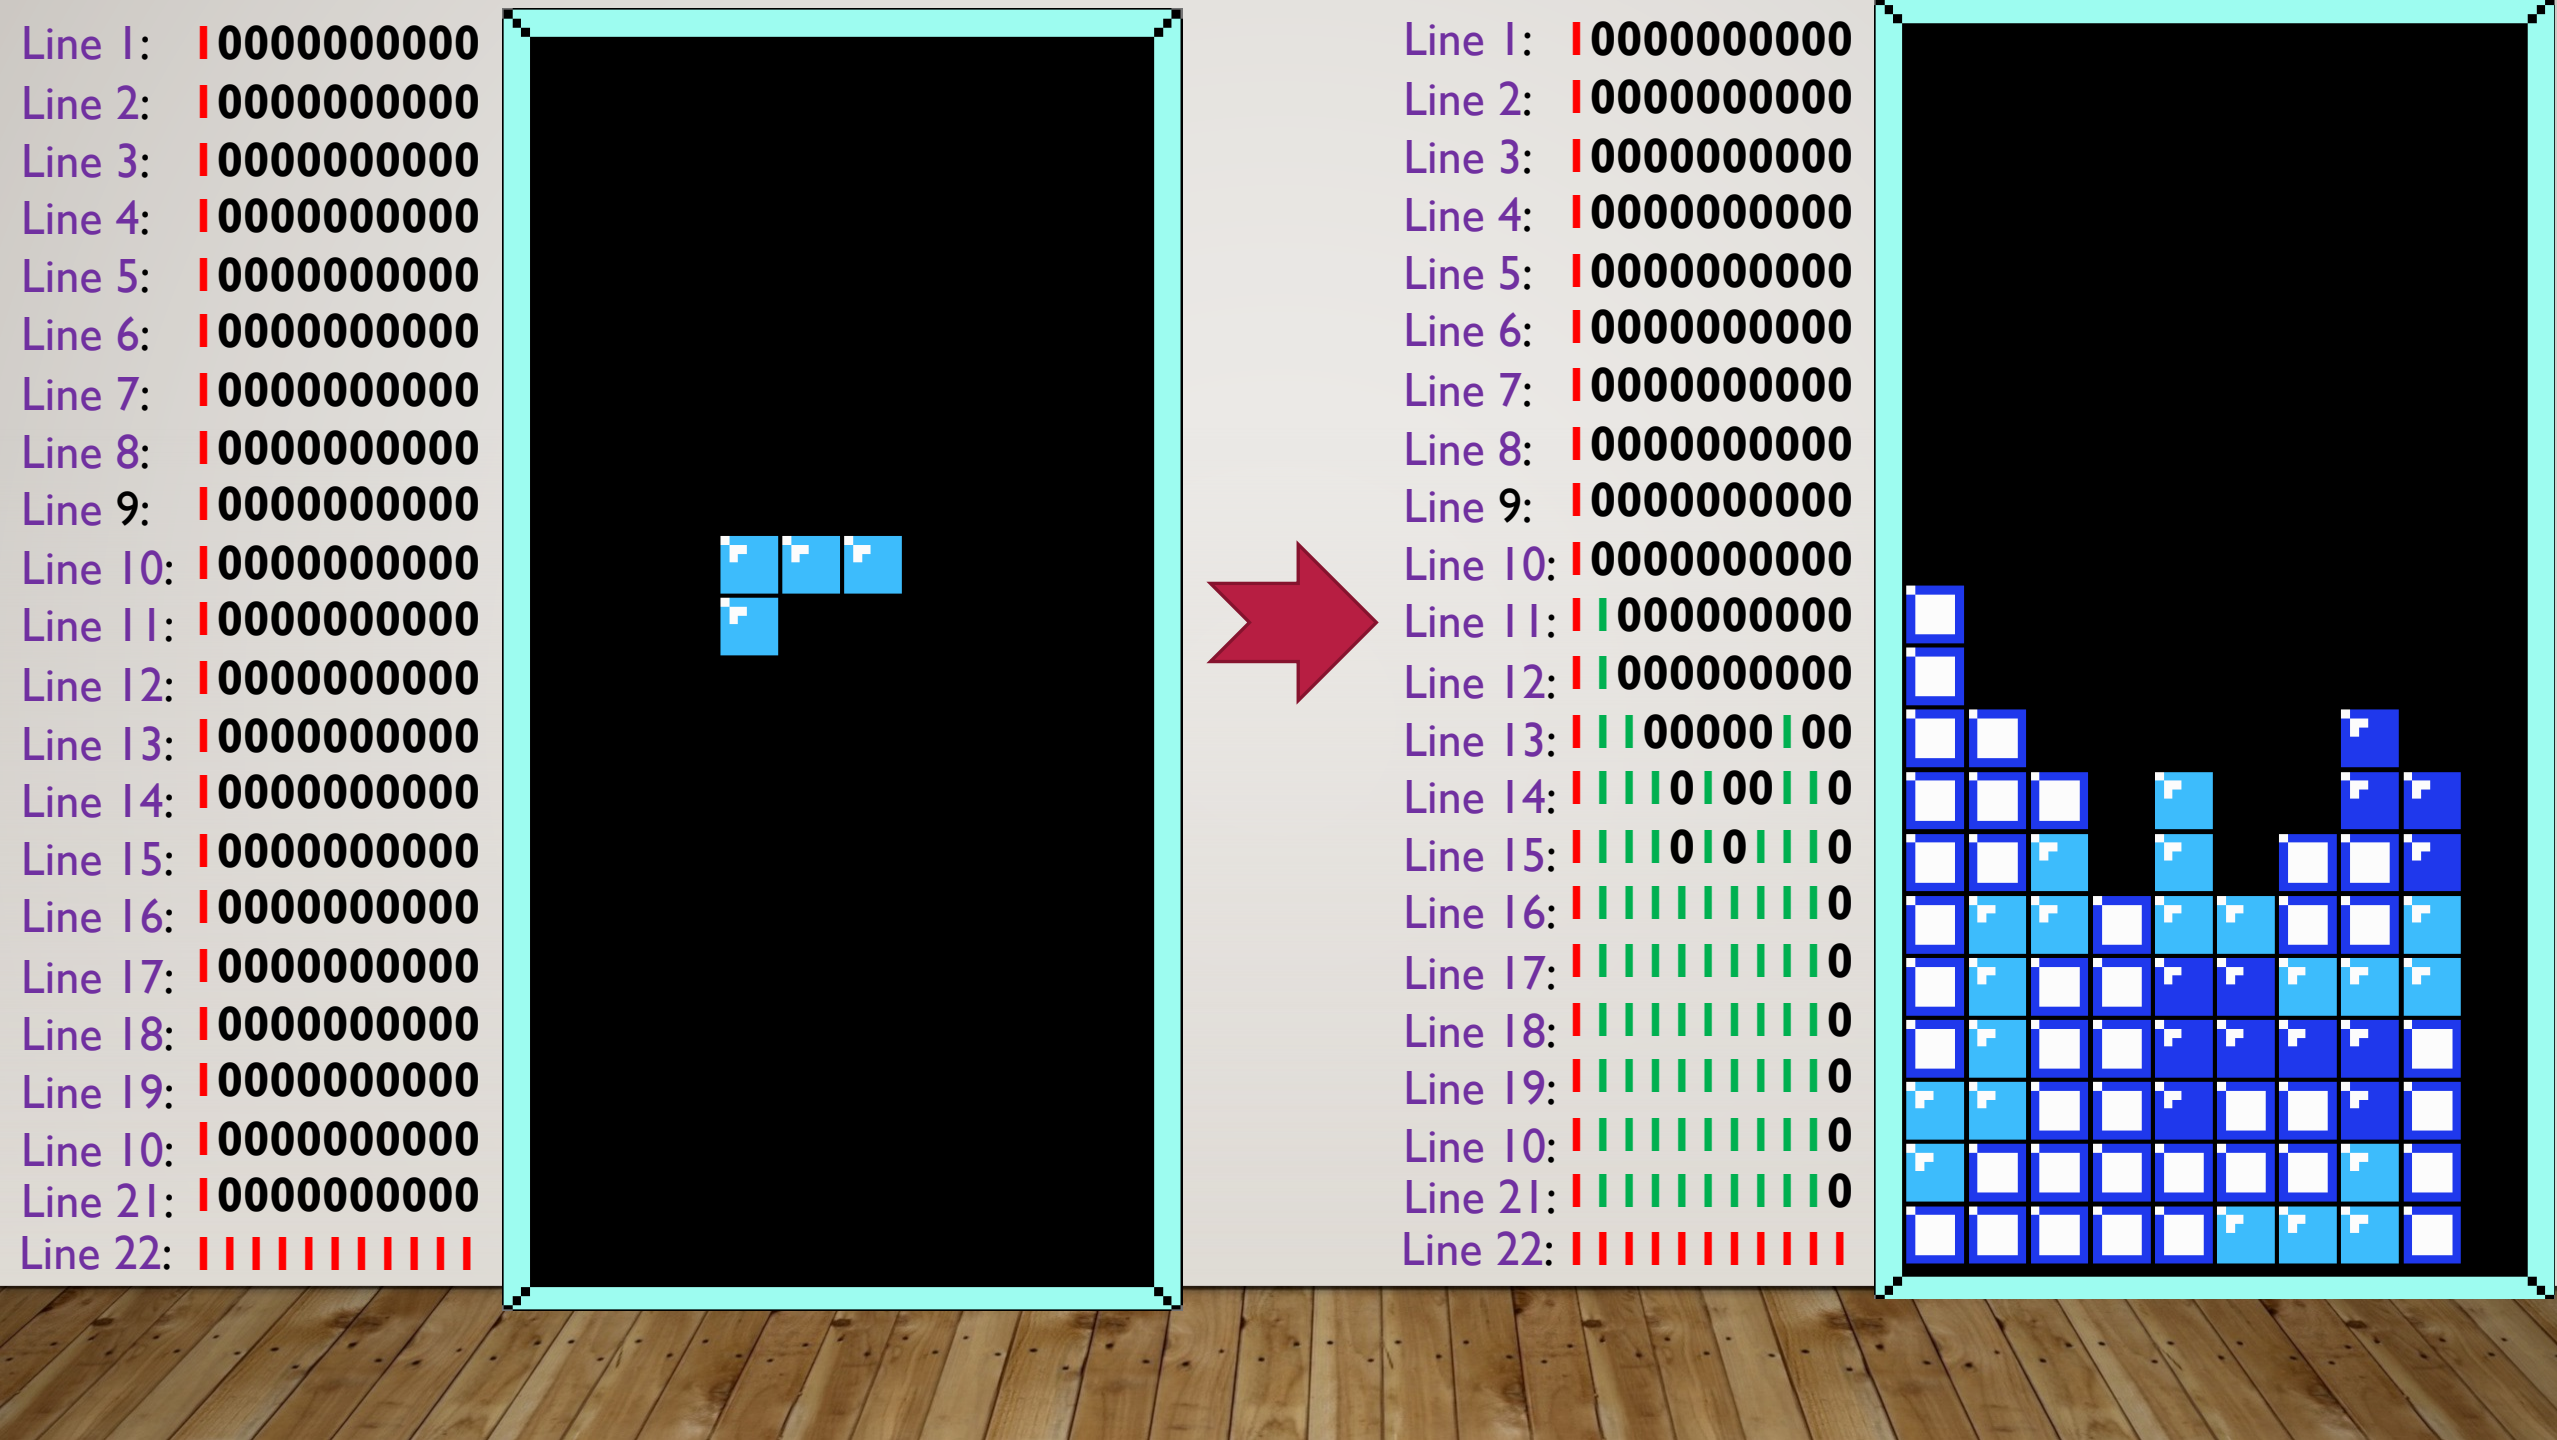 Line 1: 10000000000
Line 2: 10000000000
Line 3: 10000000000
Line 4: 10000000000
Line 5: 10000000000
Line 6: 10000000000
Line 7: 10000000000
Line 8: 10000000000
Line 9: 10000000000
Line 10: 10000000000
Line 11: 10000000000
Line 12: 10000000000
Line 13: 10000000000
Line 14: 10000000000
Line 15: 10000000000
Line 16: 10000000000
Line 17: 10000000000
Line 18: 10000000000
Line 19: 10000000000
Line 10: 10000000000
Line 21: 10000000000
Line 22: 11111111111
Line 1: 10000000000
Line 2: 10000000000
Line 3: 10000000000
Line 4: 10000000000
Line 5: 10000000000
Line 6: 10000000000
Line 7: 10000000000
Line 8: 10000000000
Line 9: 10000000000
Line 10: 10000000000
Line 11: 11000000000
Line 12: 11000000000
Line 13: 11100000100
Line 14: 11110100110
Line 15: 11110101110
Line 16: 11111111110
Line 17: 11111111110
Line 18: 11111111110
Line 19: 11111111110
Line 10: 11111111110
Line 21: 11111111110
Line 22: 11111111111